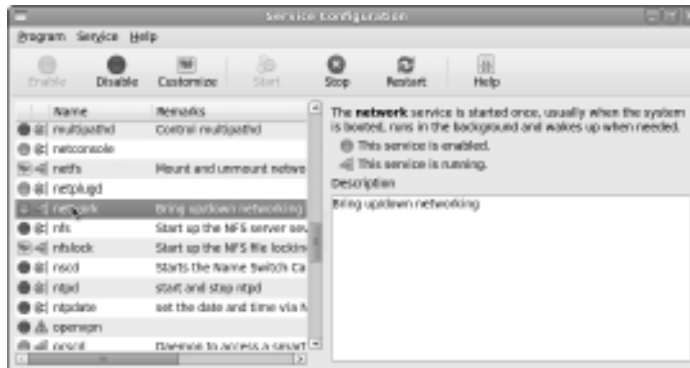 Service Configuration
Program Service Help
Enable Disable Customize Start Stop Restart Help
Name Remarks
multipathd Control multipathd
netconsole
netfs Mount and unmount netwo
netplugd
network Bring up/down networking
nfs Start up the NFS server sev
nfslock Start up the NFS file lockin
nscd Starts the Name Switch Ca
ntpd start and stop ntpd
ntpdate set the date and time via N
openvpn
pcscd Daemon to access a smart
The network service is started once, usually when the system
is booted, runs in the background and wakes up when needed.
This service is enabled.
This service is running.
Description
Bring up/down networking